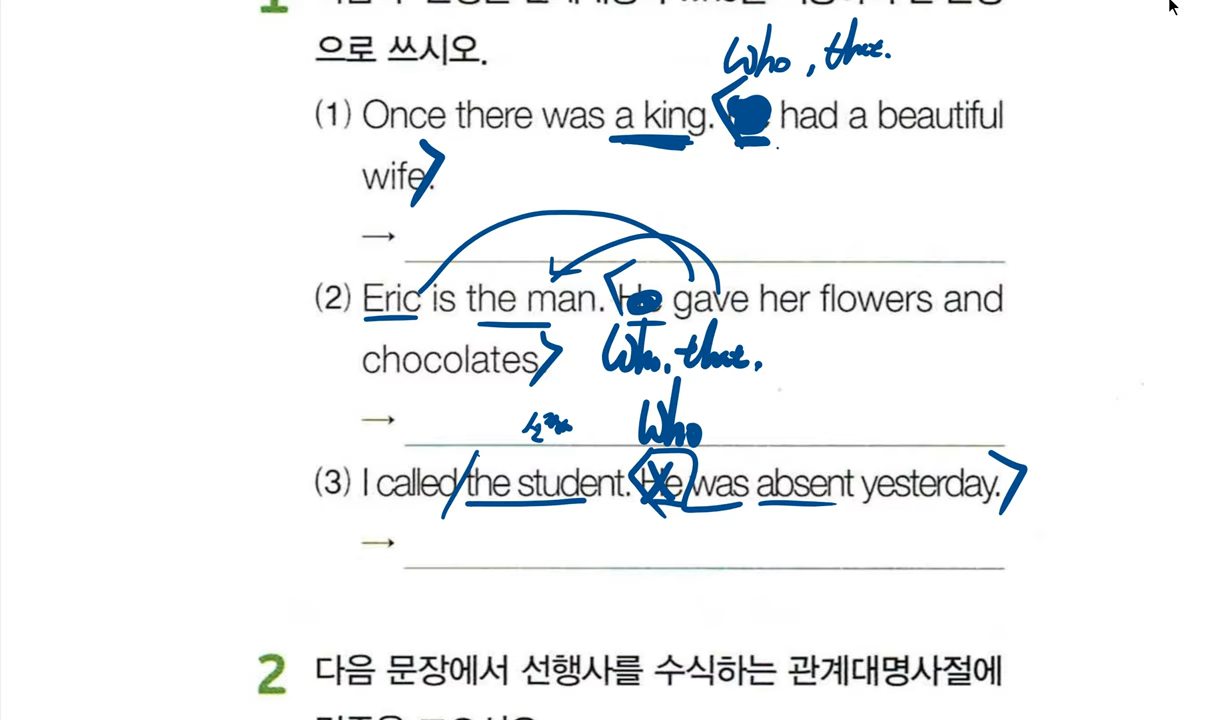 1
으로 쓰시오.
who, that.
(1) Once there was a king. had a beautiful
wife.
→
(2) Eric is the man. He gave her flowers and
chocolates
who, that.
→
who
(3) I called the student. He was absent yesterday.
→
2 다음 문장에서 선행사를 수식하는 관계대명사절에